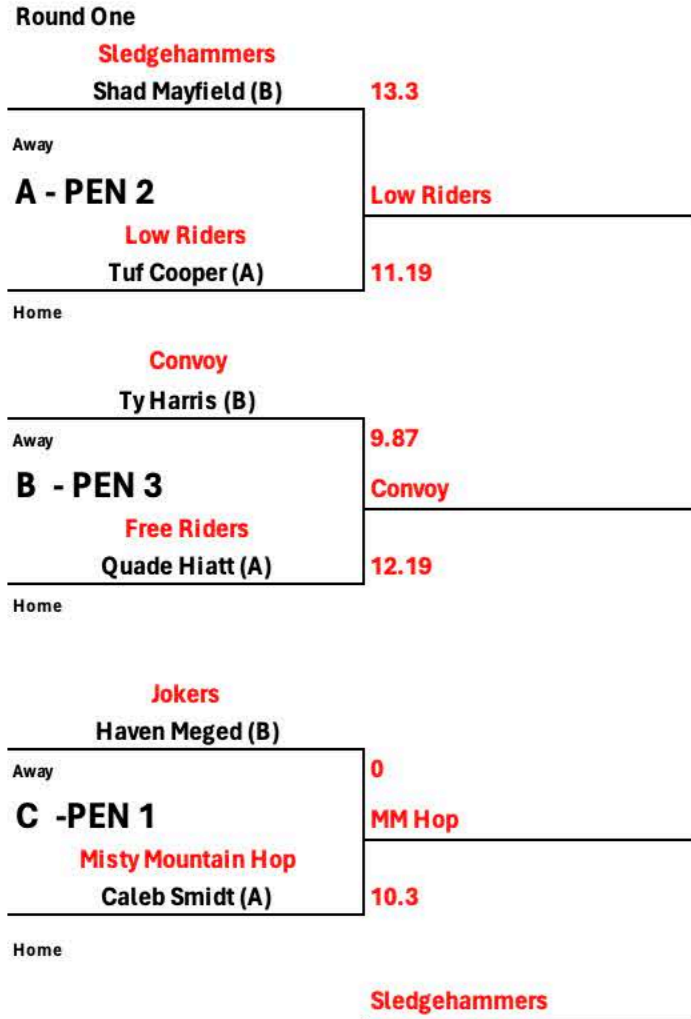 Round One
Sledgehammers
Shad Mayfield (B)
13.3
Away
A - PEN 2
Low Riders
Low Riders
Tuf Cooper (A)
11.19
Home
Convoy
Ty Harris (B)
Away
9.87
B - PEN 3
Convoy
Free Riders
Quade Hiatt (A)
12.19
Home
Jokers
Haven Meged (B)
Away
0
C -PEN 1
MM Hop
Misty Mountain Hop
Caleb Smidt (A)
10.3
Home
Sledgehammers